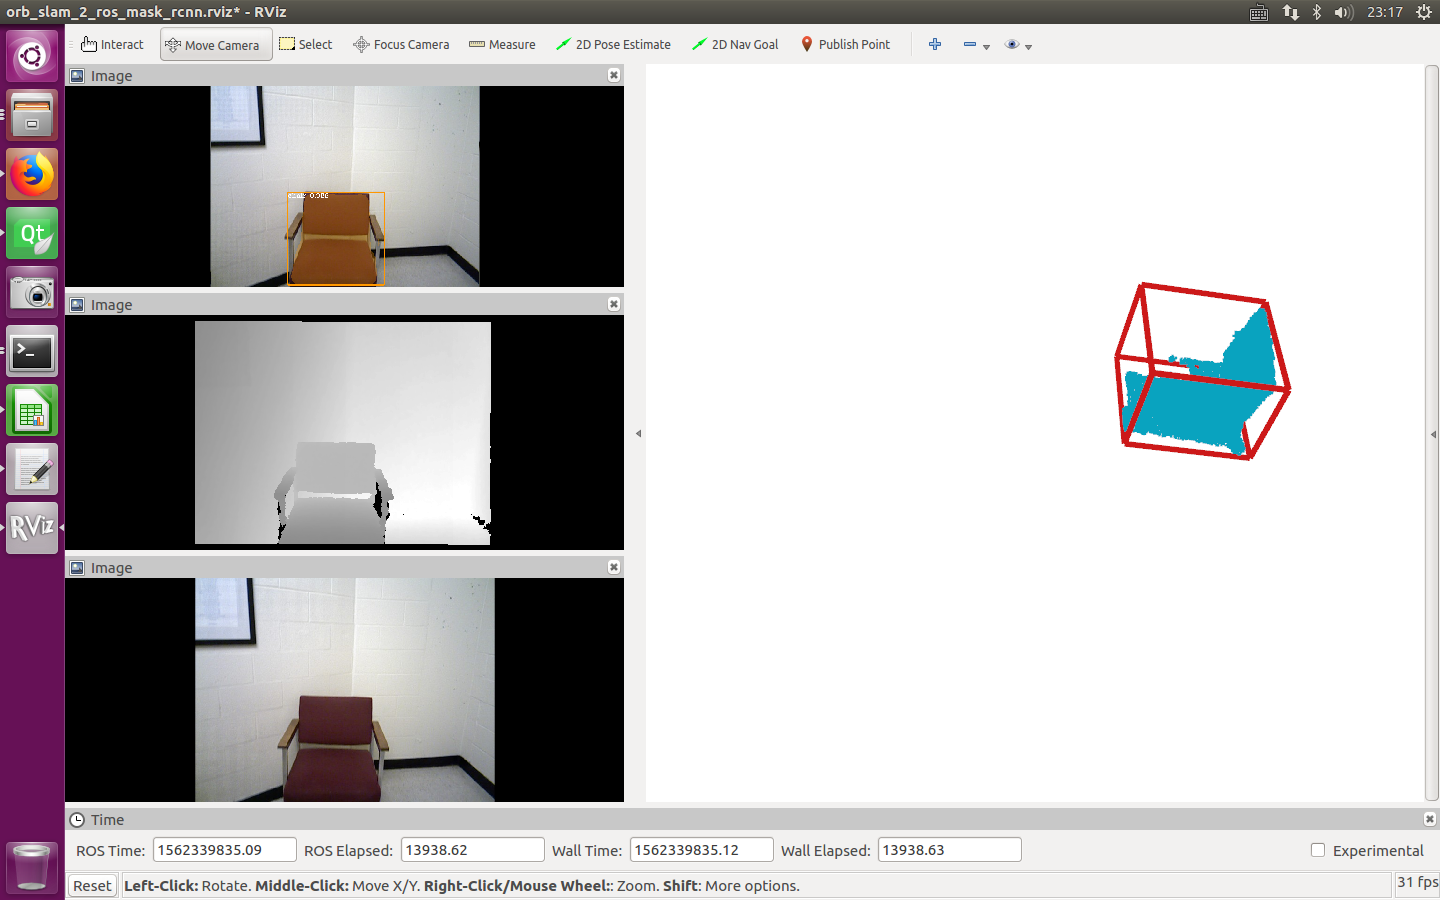 orb_slam_2_ros_mask_rcnn.rviz* - RViz
23:17
Interact Move Camera Select Focus Camera Measure 2D Pose Estimate 2D Nav Goal Publish Point
Image
Image
Image
Qt
RViz
Time
ROS Time: 1562339835.09 ROS Elapsed: 13938.62 Wall Time: 1562339835.12 Wall Elapsed: 13938.63 Experimental
Reset Left-Click: Rotate. Middle-Click: Move X/Y. Right-Click/Mouse Wheel:: Zoom. Shift: More options. 31 fps